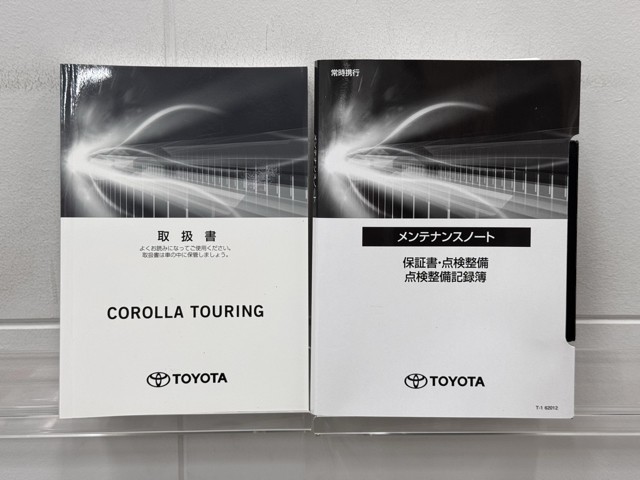 取扱書
よくお読みになってご使用ください。
取扱書は車の中に保管しましょう。
COROLLA TOURING
TOYOTA
常時携行
メンテナンスノート
保証書・点検整備
点検整備記録簿
TOYOTA